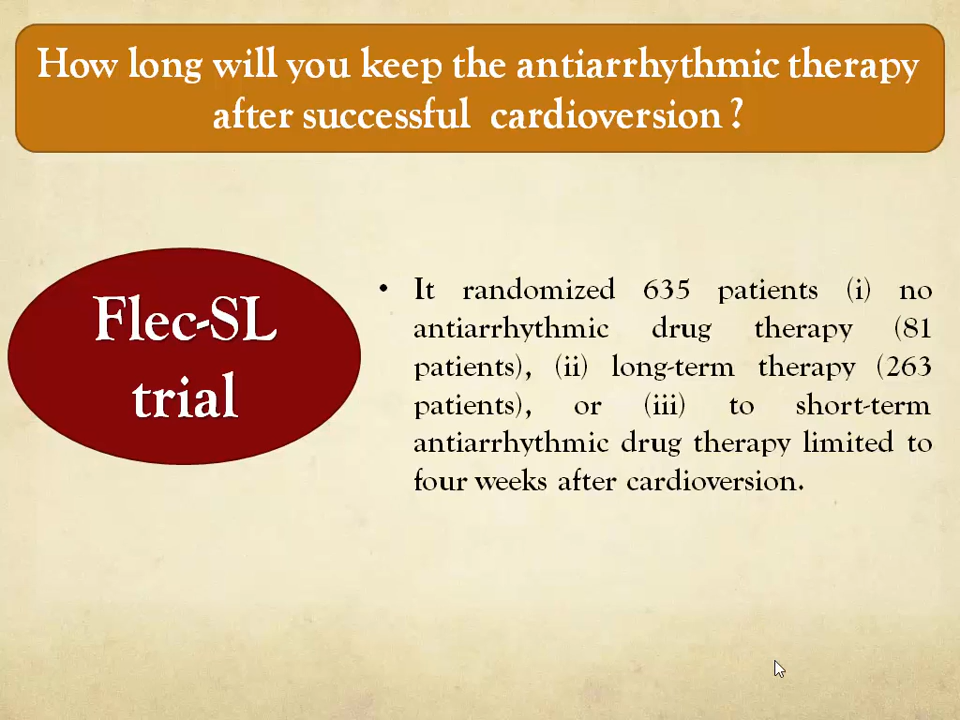 How long will you keep the antiarrhythmic therapy
after successful cardioversion ?
Flec-SL
trial
• It randomized 635 patients (i) no
antiarrhythmic drug therapy (81
patients), (ii) long-term therapy (263
patients), or (iii) to short-term
antiarrhythmic drug therapy limited to
four weeks after cardioversion.